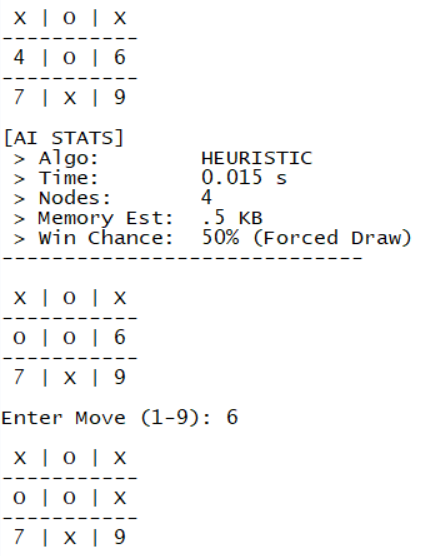 X | O | X
-----------
4 | O | 6
-----------
7 | X | 9
[AI STATS]
> Algo: HEURISTIC
> Time: 0.015 s
> Nodes: 4
> Memory Est: .5 KB
> Win Chance: 50% (Forced Draw)
------------------------------
X | O | X
-----------
O | O | 6
-----------
7 | X | 9
Enter Move (1-9): 6
X | O | X
-----------
O | O | X
-----------
7 | X | 9